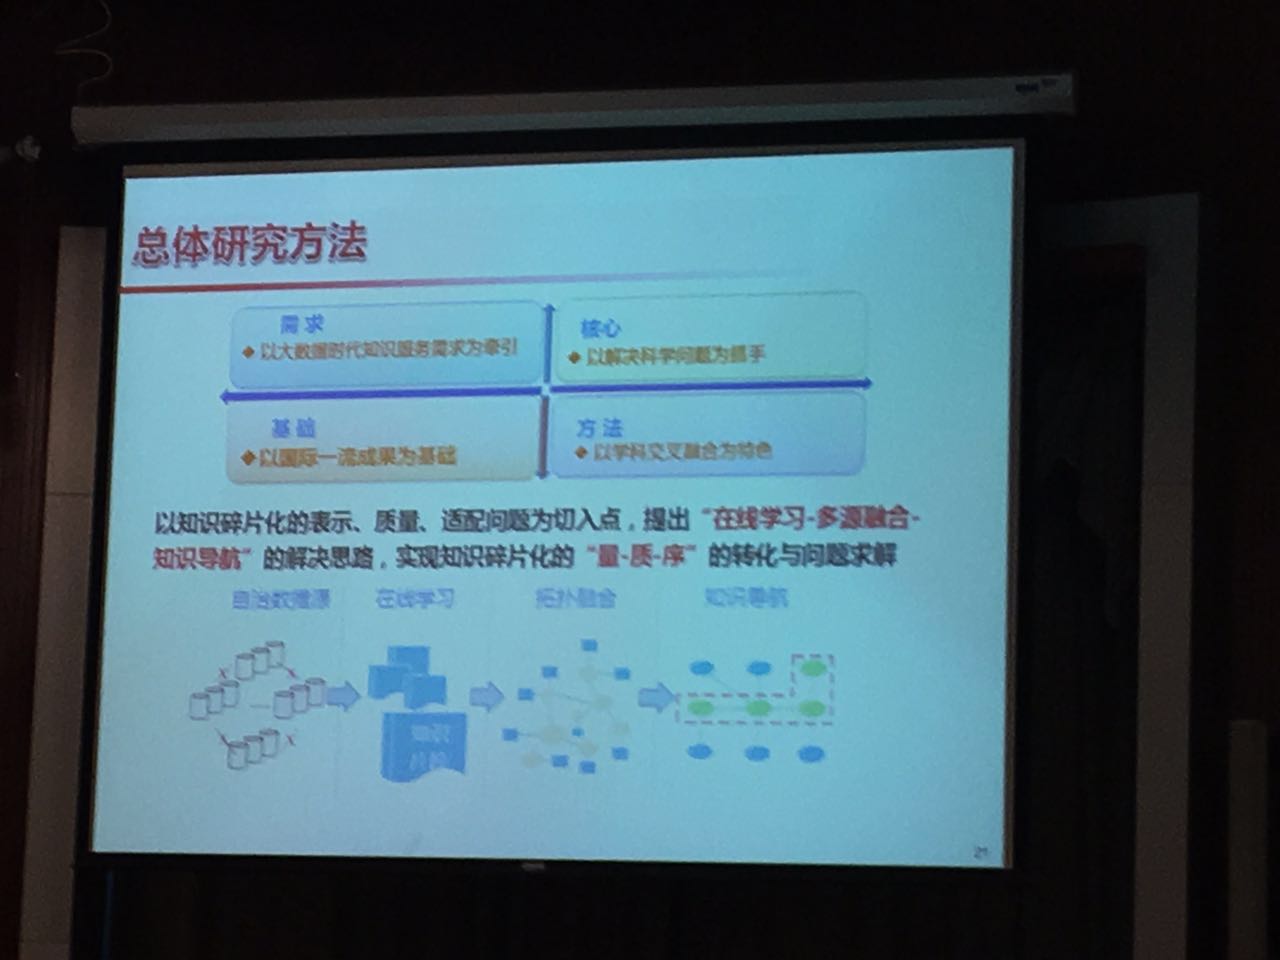 总体研究方法
需求
◆以大数据时代知识服务需求为牵引
核心
◆以解决科学问题为抓手
基础
◆以国际一流成果为基础
方法
◆以学科交叉融合为特色
以知识碎片化的表示、质量、适配问题为切入点，提出“在线学习-多源融合-
知识导航”的解决思路，实现知识碎片化的“量-质-序”的转化与问题求解
自治数据源 在线学习 拓扑融合 知识导航
21